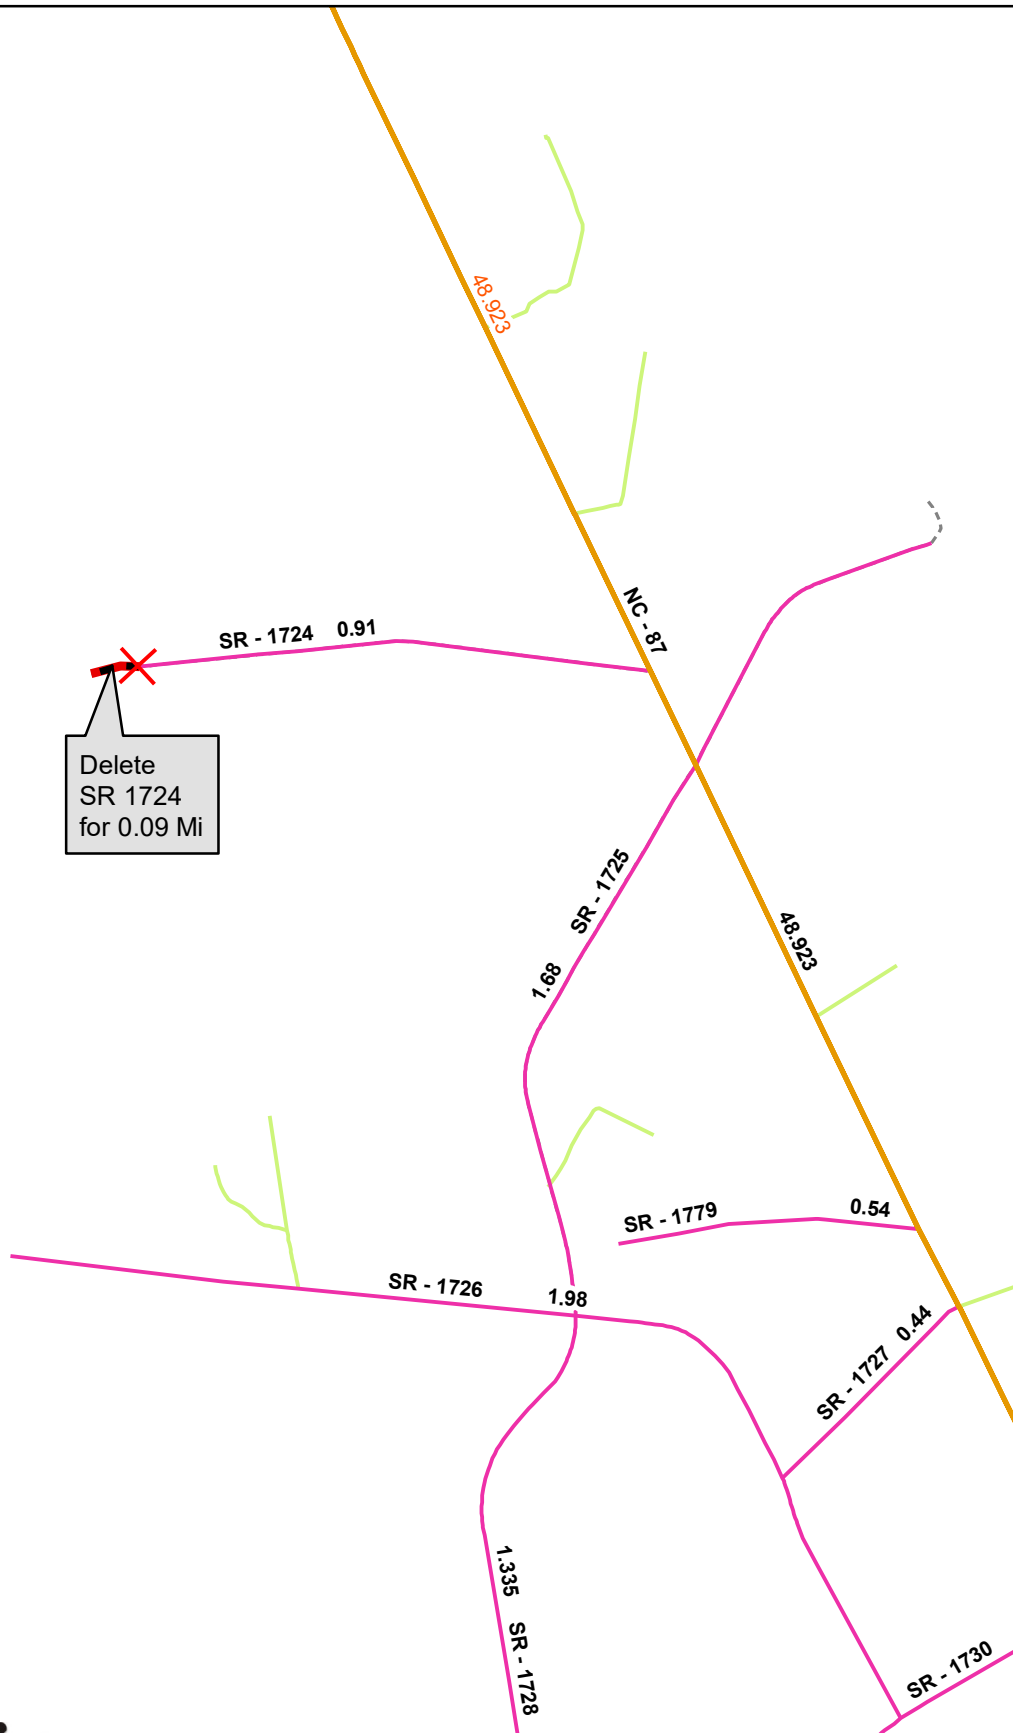 48.923
NC - 87
SR - 1724 0.91
Delete
SR 1724
for 0.09 Mi
SR - 1725
1.68
48.923
SR - 1779 0.54
SR - 1726 1.98
SR - 1727 0.44
1.335 SR - 1728
SR - 1730